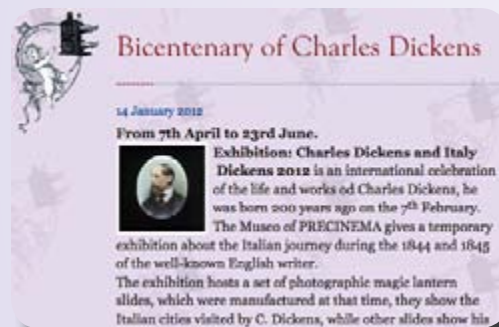 Bicentenary of Charles Dickens
14 January 2012
From 7th April to 23rd June.
Exhibition: Charles Dickens and Italy
Dickens 2012 is an international celebration
of the life and works od Charles Dickens, he
was born 200 years ago on the 7th February.
The Museo of PRECINEMA gives a temporary
exhibition about the Italian journey during the 1844 and 1845
of the well-known English writer.
The exhibition hosts a set of photographic magic lantern
slides, which were manufactured at that time, they show the
Italian cities visited by C. Dickens, while other slides show his